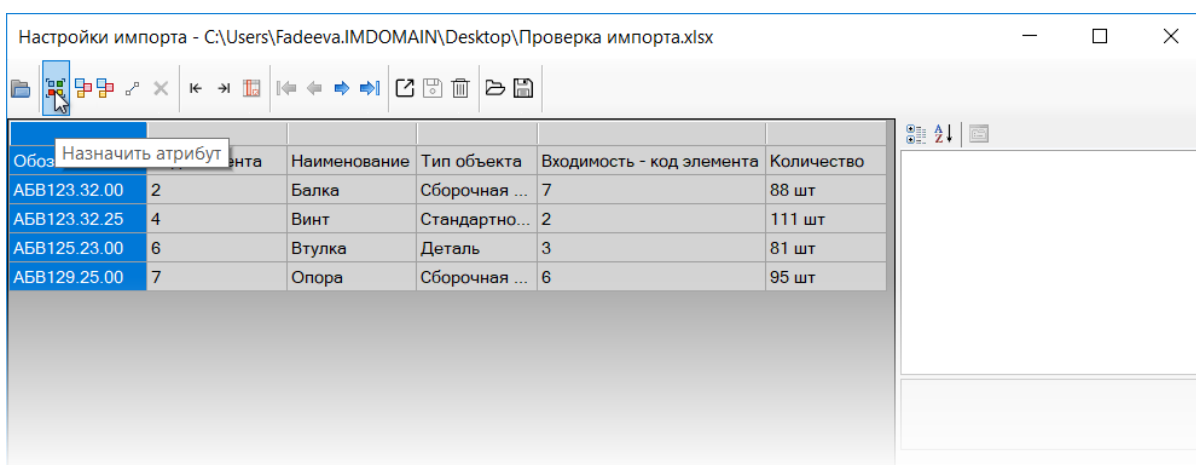 Настройки импорта - C:\Users\Fadeeva.IMDOMAIN\Desktop\Проверка импорта.xlsx
Назначить атрибут
Наименование Тип объекта Входимость - код элемента Количество
АБВ123.32.00 2 Балка Сборочная ... 7 88 шт
АБВ123.32.25 4 Винт Стандартно... 2 111 шт
АБВ125.23.00 6 Втулка Деталь 3 81 шт
АБВ129.25.00 7 Опора Сборочная ... 6 95 шт